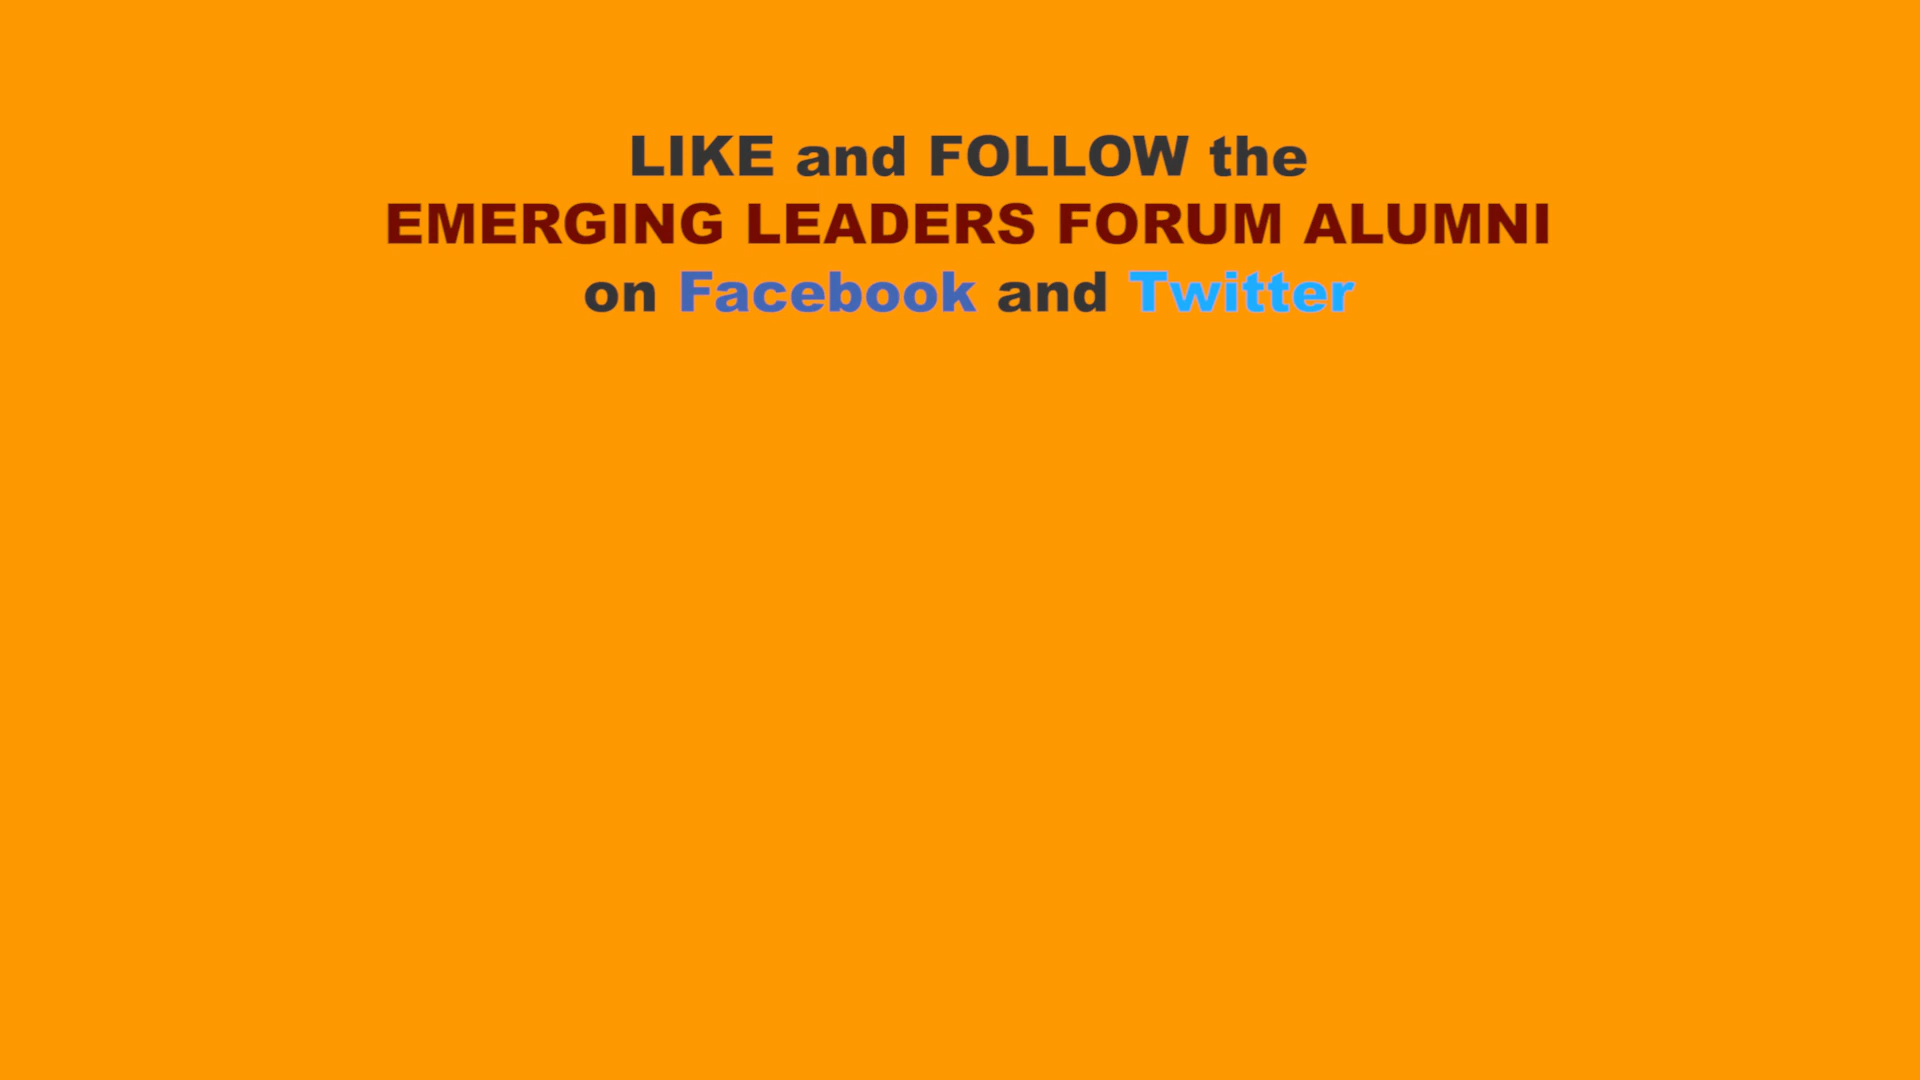 LIKE and FOLLOW the
EMERGING LEADERS FORUM ALUMNI
on Facebook and Twitter